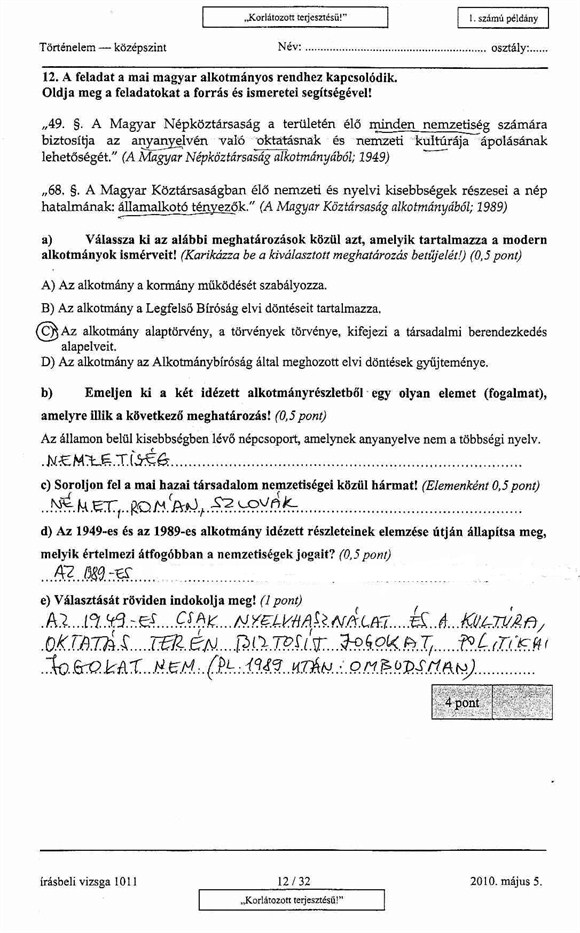 „Korlátozott terjesztésű!”
1. számú példány
Történelem — középszint
Név: ............................................................ osztály:......
12. A feladat a mai magyar alkotmányos rendhez kapcsolódik.
Oldja meg a feladatokat a forrás és ismeretei segítségével!
„49. §. A Magyar Népköztársaság a területén élő minden nemzetiség számára
biztosítja az anyanyelvén való oktatásnak és nemzeti kultúrája ápolásának
lehetőségét.” (A Magyar Népköztársaság alkotmányából; 1949)
„68. §. A Magyar Köztársaságban élő nemzeti és nyelvi kisebbségek részesei a nép
hatalmának: államalkotó tényezők.” (A Magyar Köztársaság alkotmányából; 1989)
a) Válassza ki az alábbi meghatározások közül azt, amelyik tartalmazza a modern
alkotmányok ismérveit! (Karikázza be a kiválasztott meghatározás betűjelét!) (0,5 pont)
A) Az alkotmány a kormány működését szabályozza.
B) Az alkotmány a Legfelső Bíróság elvi döntéseit tartalmazza.
C) Az alkotmány alaptörvény, a törvények törvénye, kifejezi a társadalmi berendezkedés
alapelveit.
D) Az alkotmány az Alkotmánybíróság által meghozott elvi döntések gyűjteménye.
b) Emeljen ki a két idézett alkotmányrészletből egy olyan elemet (fogalmat),
amelyre illik a következő meghatározás! (0,5 pont)
Az államon belül kisebbségben lévő népcsoport, amelynek anyanyelve nem a többségi nyelv.
NEMZETISÉG
c) Soroljon fel a mai hazai társadalom nemzetiségei közül hármat! (Elemenként 0,5 pont)
NÉMET, ROMÁN, SZLOVÁK
d) Az 1949-es és az 1989-es alkotmány idézett részleteinek elemzése útján állapítsa meg,
melyik értelmezi átfogóbban a nemzetiségek jogait? (0,5 pont)
AZ 1989-ES
e) Választását röviden indokolja meg! (1 pont)
AZ 1949-ES CSAK NYELVHASZNÁLAT ÉS A KULTÚRA,
OKTATÁS TERÉN BIZTOSÍT JOGOKAT, POLITIKAI
JOGOKAT NEM. (PL. 1989 UTÁN: OMBUDSMAN)
4 pont
írásbeli vizsga 1011
12 / 32
2010. május 5.
„Korlátozott terjesztésű!”